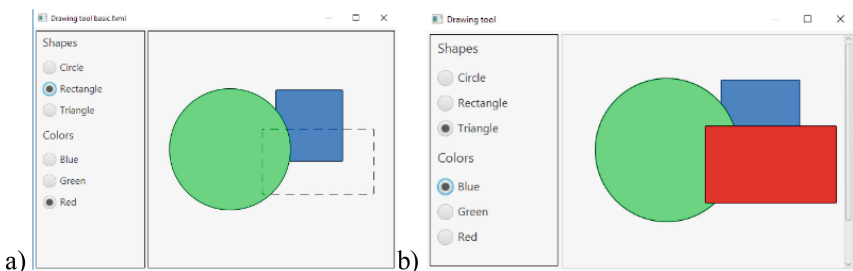 Drawing tool basic.fxml
Shapes
Circle
Rectangle
Triangle
Colors
Blue
Green
Red
a)
Drawing tool
Shapes
Circle
Rectangle
Triangle
Colors
Blue
Green
Red
b)